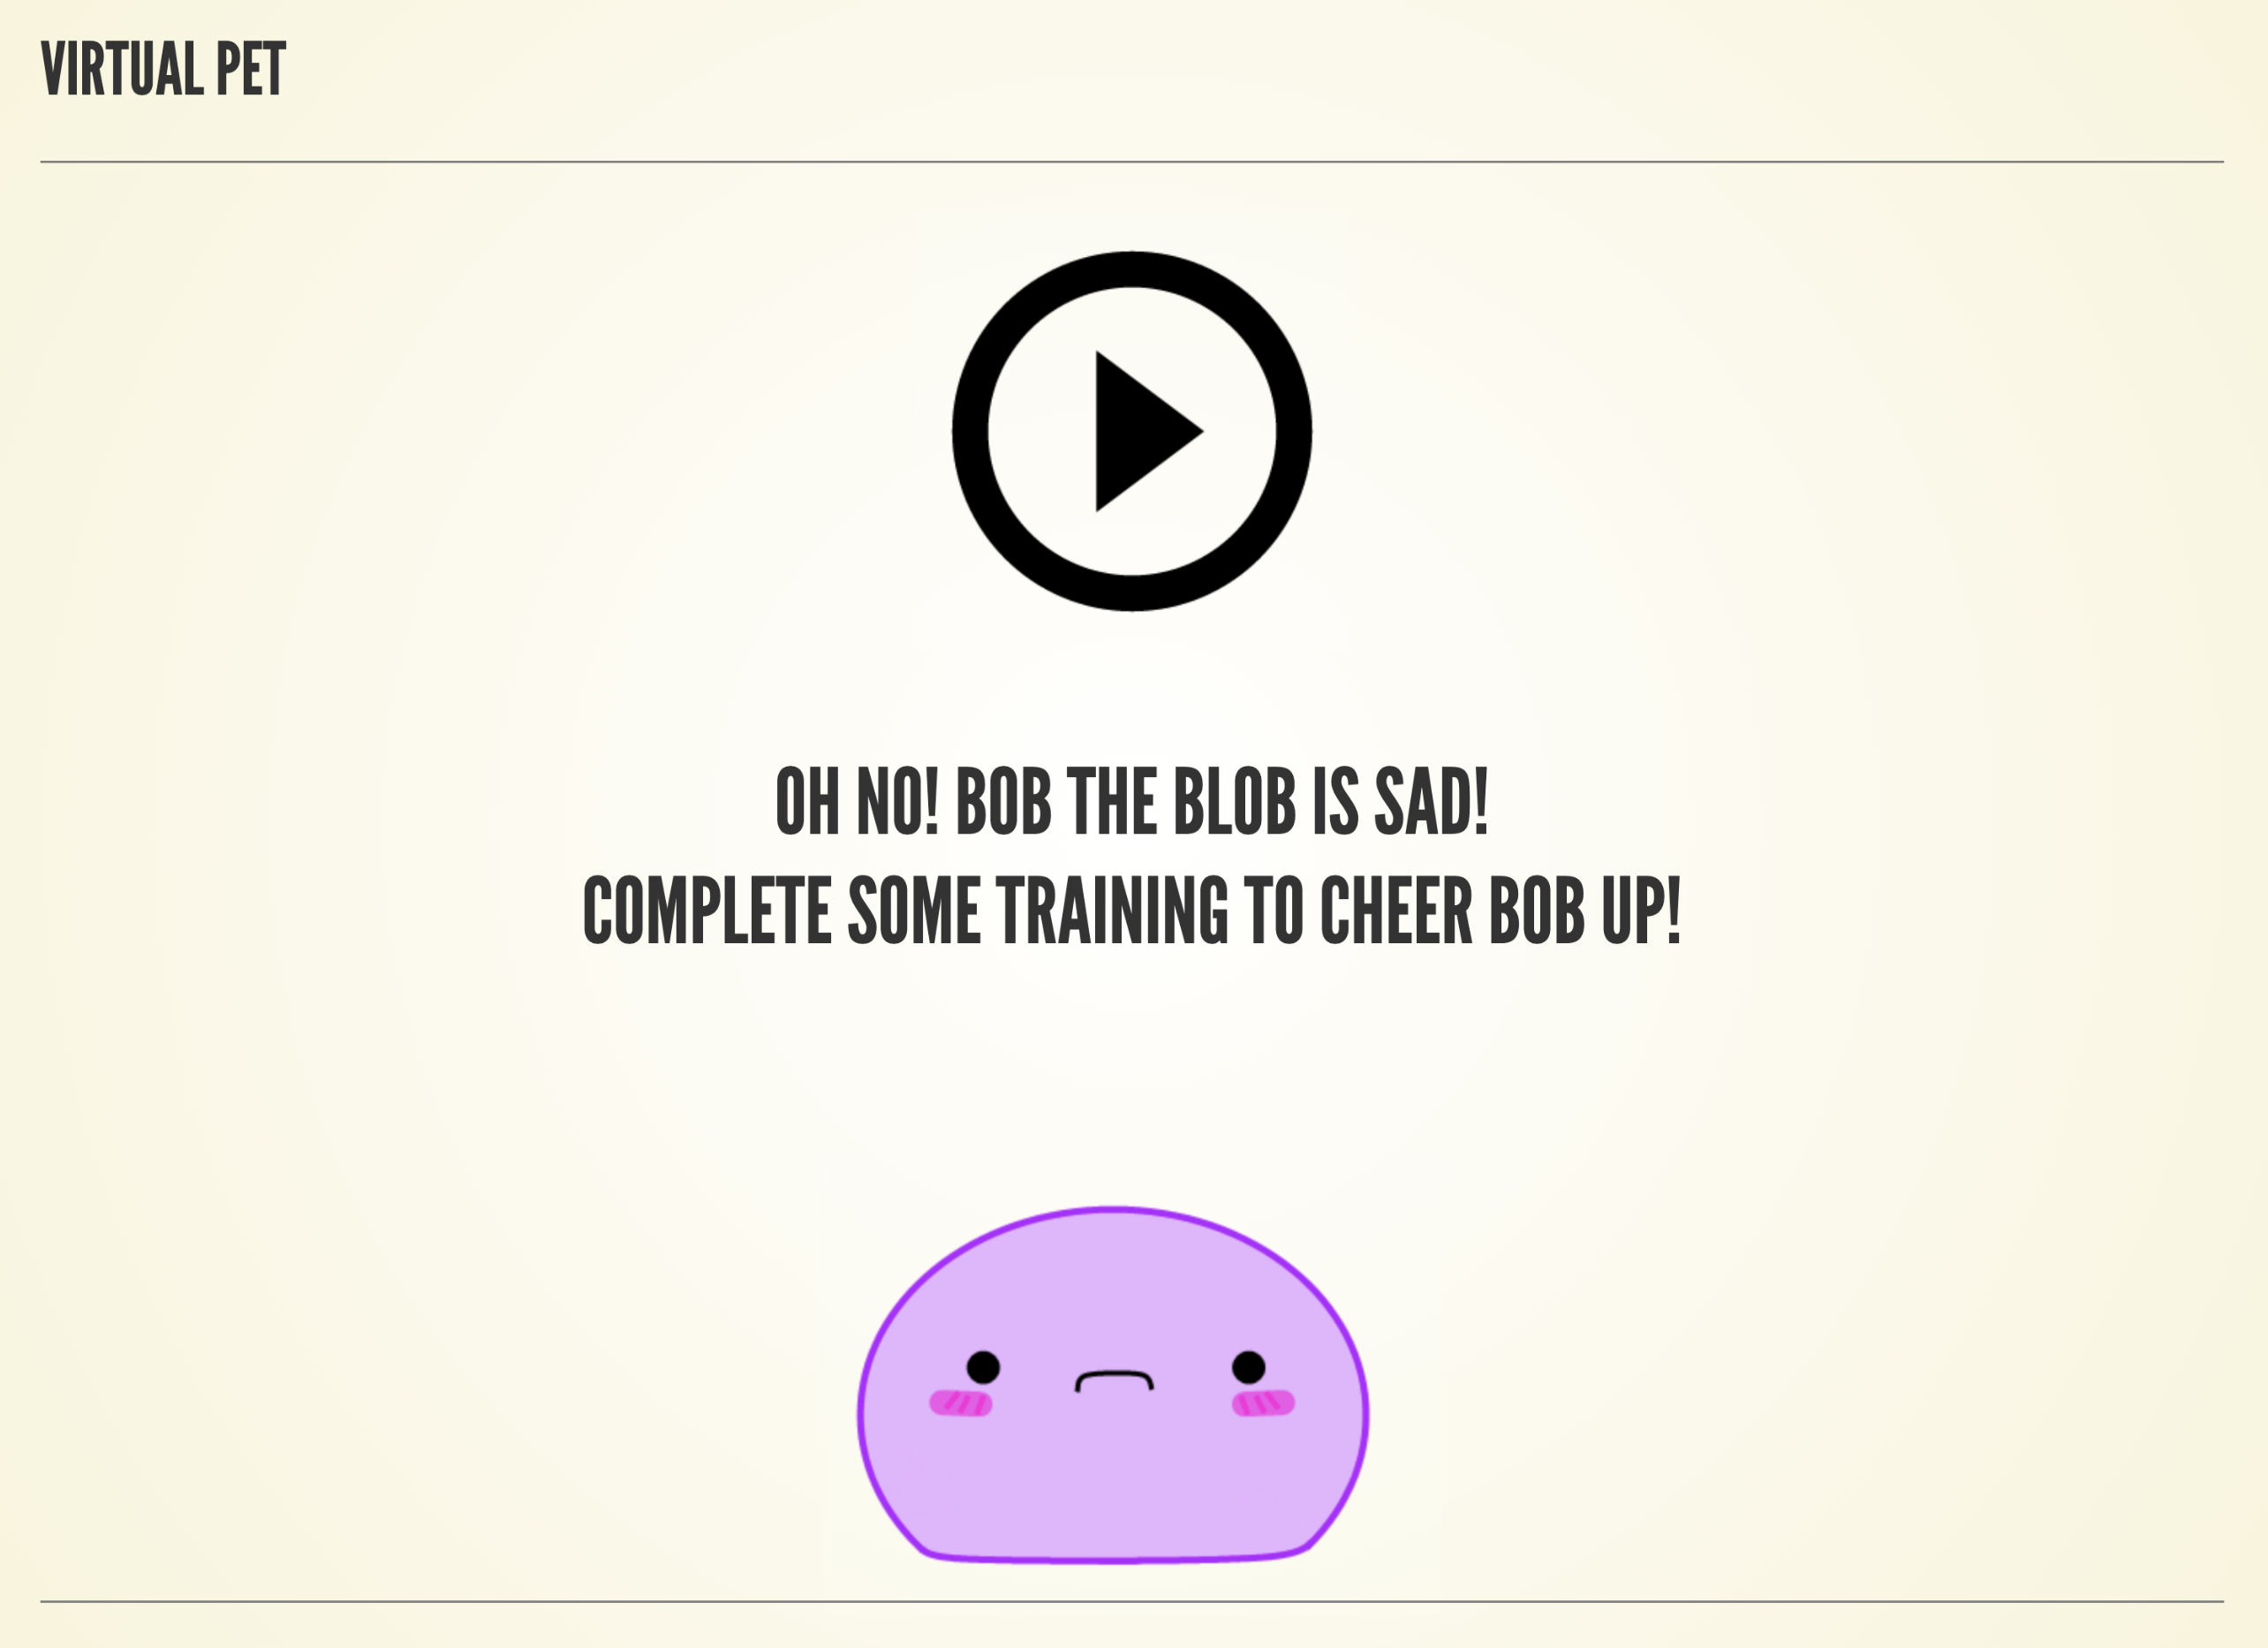 VIRTUAL PET
OH NO! BOB THE BLOB IS SAD!
COMPLETE SOME TRAINING TO CHEER BOB UP!